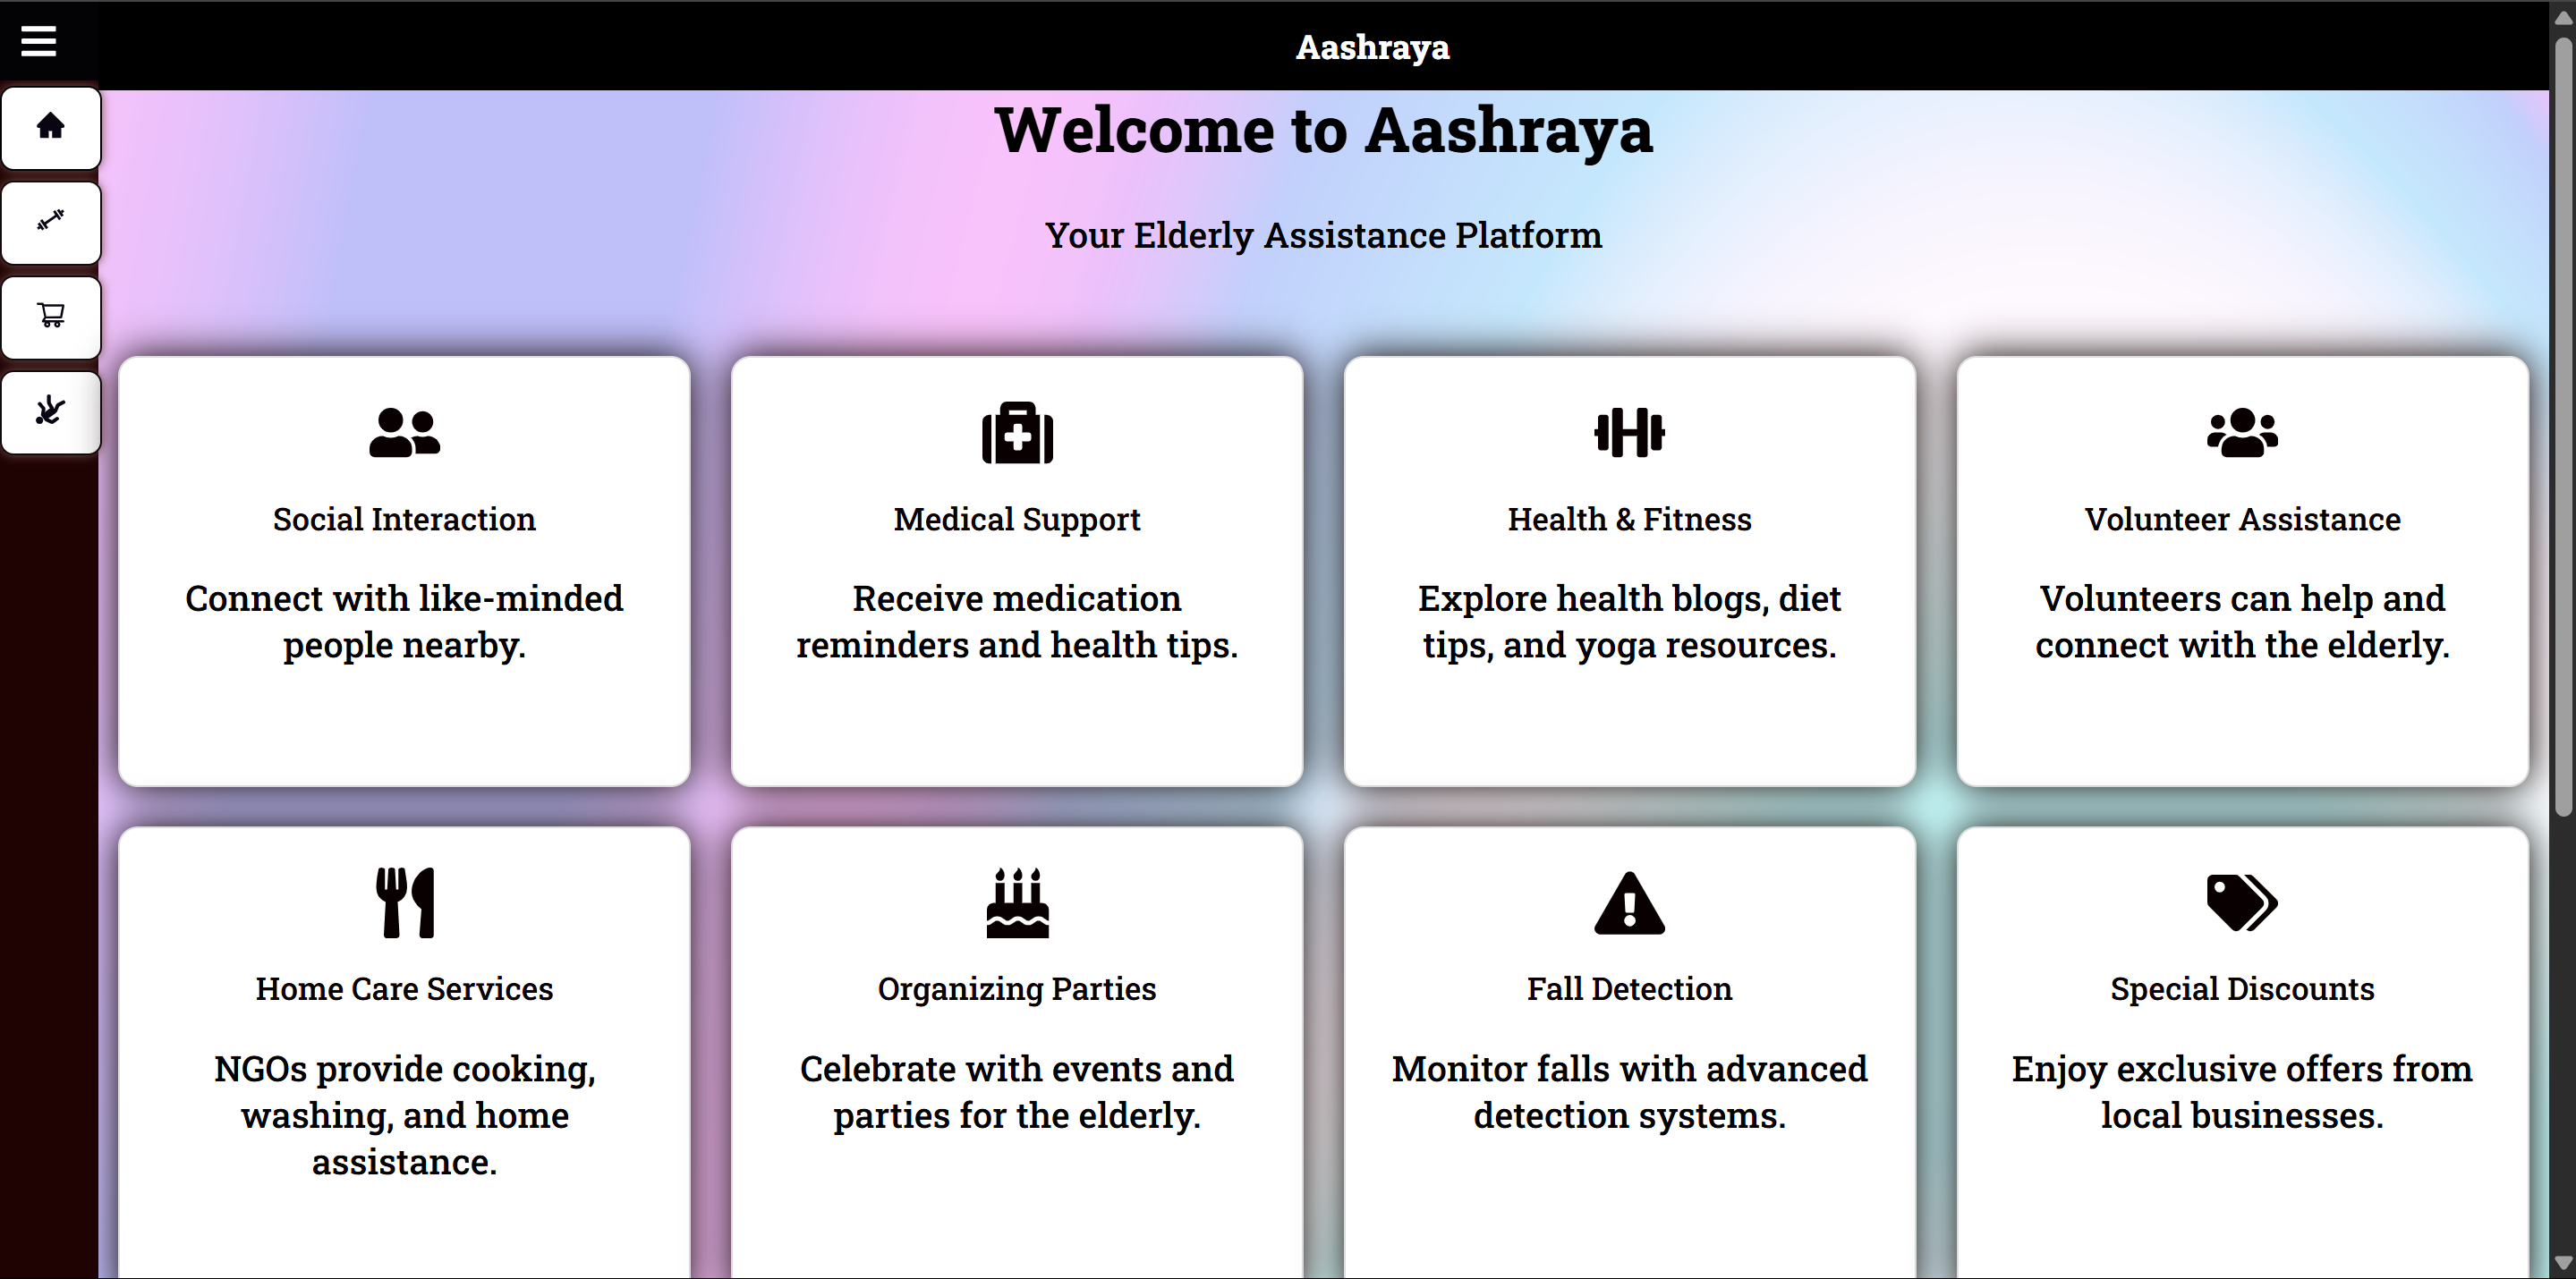 Aashraya
Welcome to Aashraya
Your Elderly Assistance Platform
Social Interaction
Connect with like-minded
people nearby.
Medical Support
Receive medication
reminders and health tips.
Health & Fitness
Explore health blogs, diet
tips, and yoga resources.
Volunteer Assistance
Volunteers can help and
connect with the elderly.
Home Care Services
NGOs provide cooking,
washing, and home
assistance.
Organizing Parties
Celebrate with events and
parties for the elderly.
Fall Detection
Monitor falls with advanced
detection systems.
Special Discounts
Enjoy exclusive offers from
local businesses.